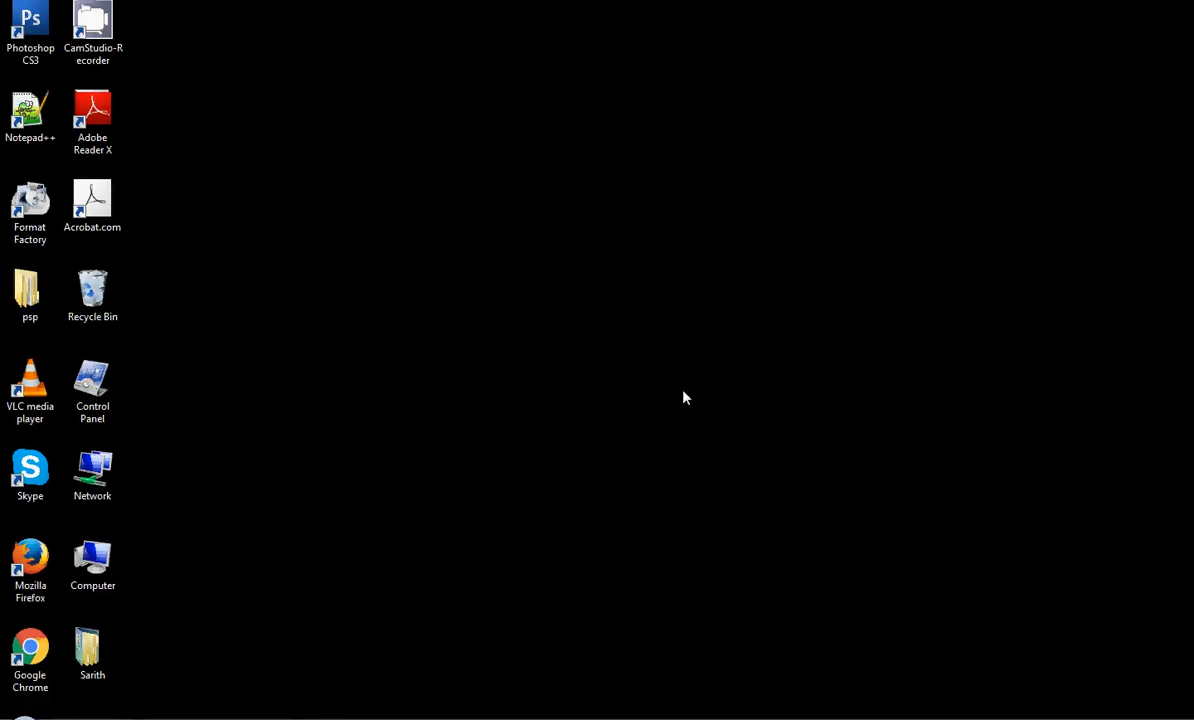 Ps
Photoshop
CS3
CamStudio-R
ecorder
Notepad++
Adobe
Reader X
Format
Factory
Acrobat.com
psp
Recycle Bin
VLC media
player
Control
Panel
S
Skype
Network
Mozilla
Firefox
Computer
Google
Chrome
Sarith